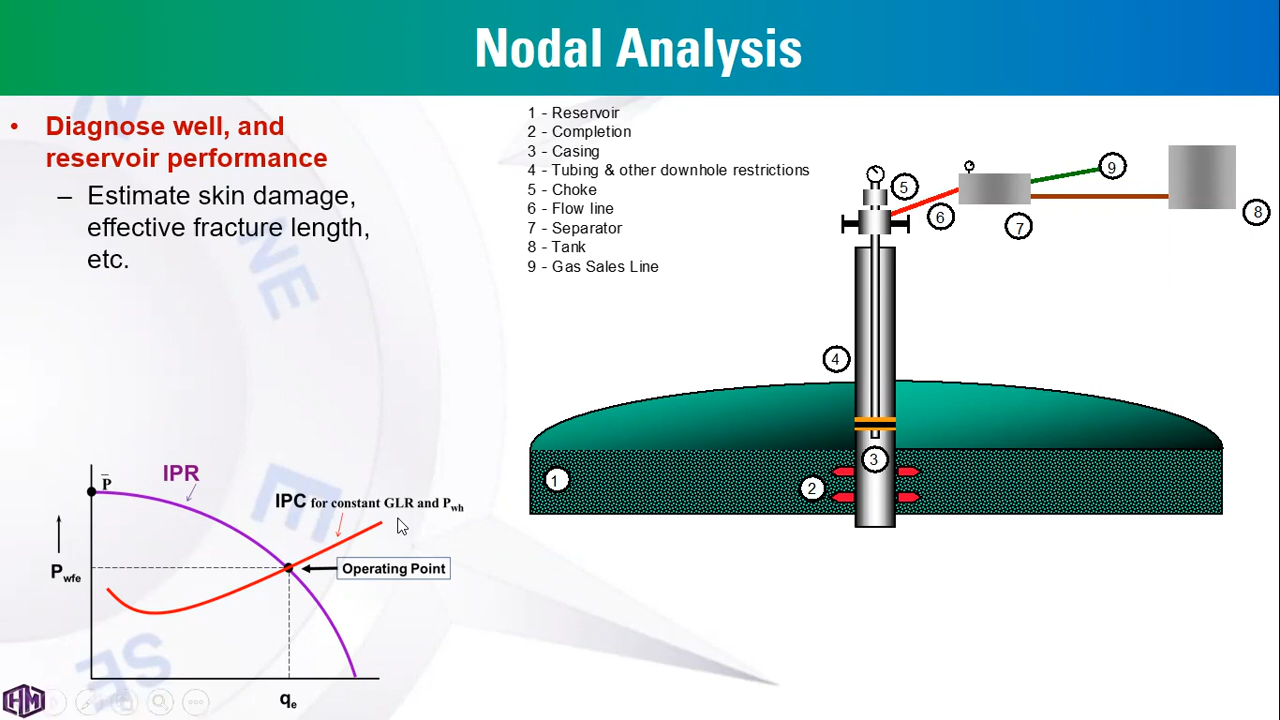 Nodal Analysis
• Diagnose well, and
reservoir performance
– Estimate skin damage,
effective fracture length,
etc.
1 - Reservoir
2 - Completion
3 - Casing
4 - Tubing & other downhole restrictions
5 - Choke
6 - Flow line
7 - Separator
8 - Tank
9 - Gas Sales Line
5
9
6
7
8
4
3
1
2
NE
E
SE
P̅
IPR
IPC for constant GLR and Pwh
Pwfe
Operating Point
qe
HM